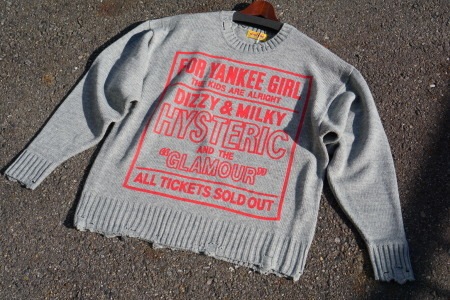 FOR YANKEE GIRL
THE KIDS ARE ALRIGHT
DIZZY & MILKY
HYSTERIC
AND THE
"GLAMOUR"
ALL TICKETS SOLD OUT